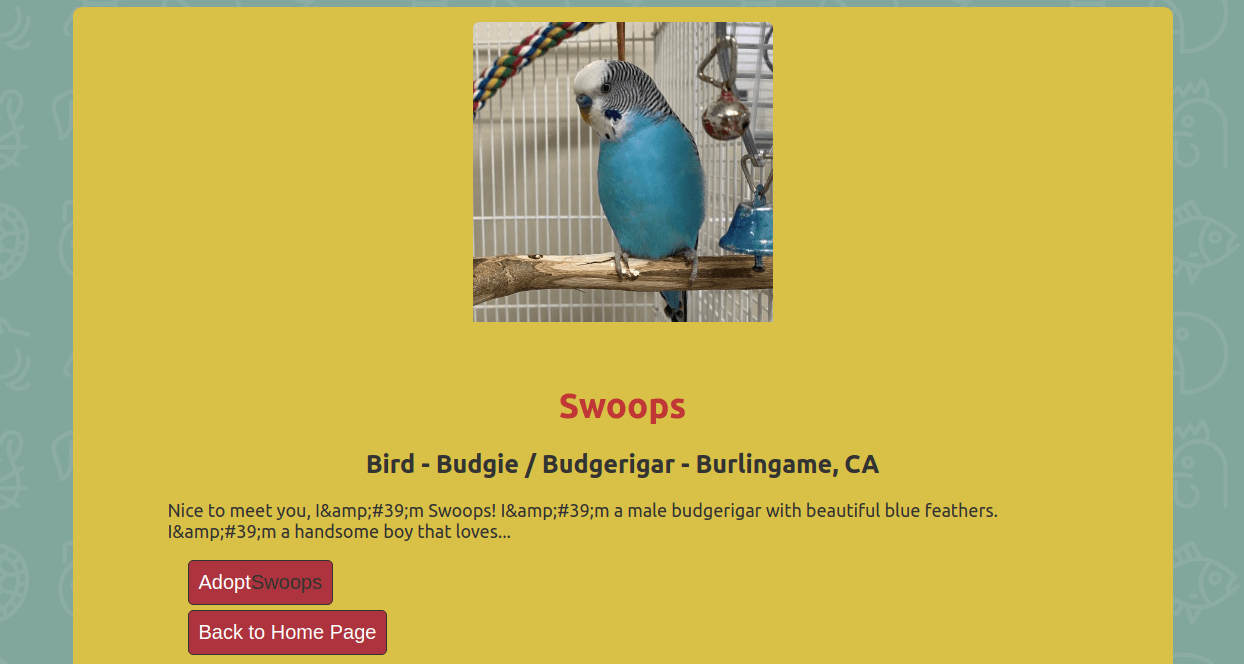 Swoops
Bird - Budgie / Budgerigar - Burlingame, CA
Nice to meet you, I&amp;#39;m Swoops! I&amp;#39;m a male budgerigar with beautiful blue feathers.
I&amp;#39;m a handsome boy that loves...
AdoptSwoops
Back to Home Page